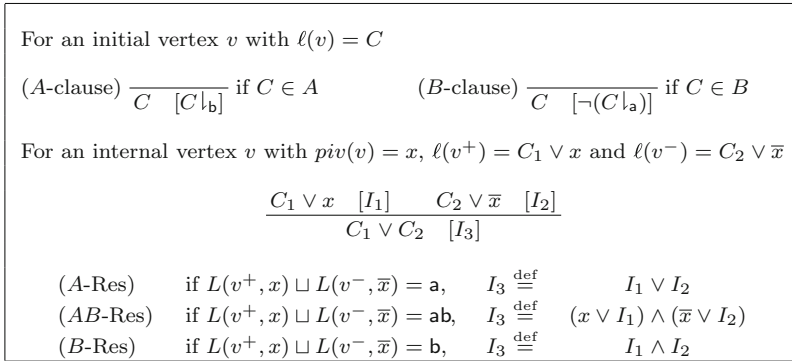 For an initial vertex v with ℓ(v) = C
(A-clause) C [C⇃b] if C ∈ A (B-clause) C [¬(C⇃a)] if C ∈ B
For an internal vertex v with piv(v) = x, ℓ(v⁺) = C₁ ∨ x and ℓ(v⁻) = C₂ ∨ x̅
C₁ ∨ x [I₁] C₂ ∨ x̅ [I₂]
C₁ ∨ C₂ [I₃]
(A-Res) if L(v⁺, x) ⊔ L(v⁻, x̅) = a, I₃ def= I₁ ∨ I₂
(AB-Res) if L(v⁺, x) ⊔ L(v⁻, x̅) = ab, I₃ def= (x ∨ I₁) ∧ (x̅ ∨ I₂)
(B-Res) if L(v⁺, x) ⊔ L(v⁻, x̅) = b, I₃ def= I₁ ∧ I₂